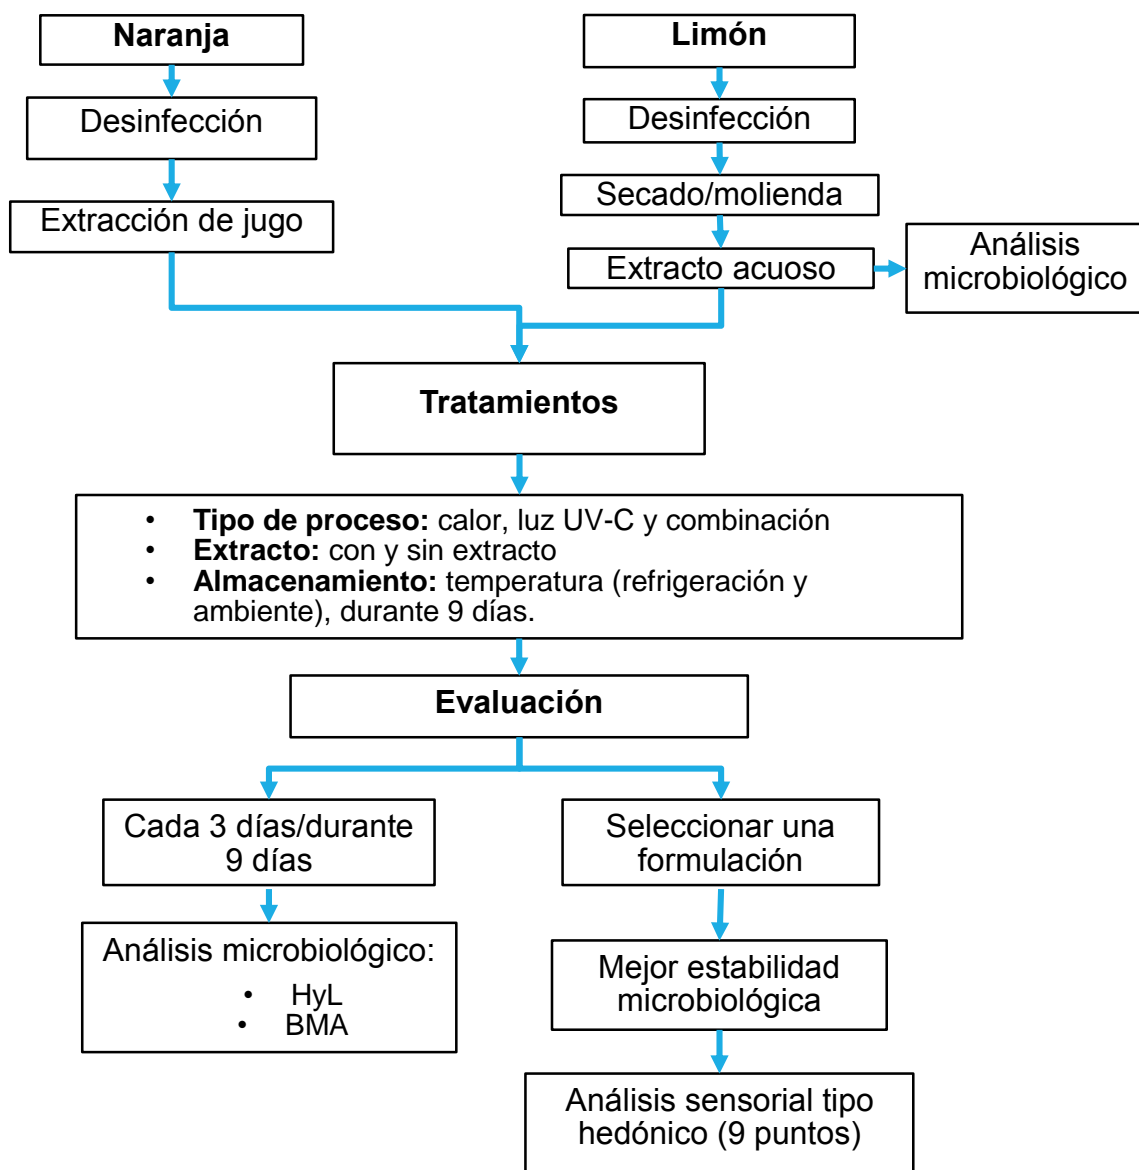 Naranja
Desinfección
Extracción de jugo
Limón
Desinfección
Secado/molienda
Extracto acuoso
Análisis
microbiológico
Tratamientos
• Tipo de proceso: calor, luz UV-C y combinación
• Extracto: con y sin extracto
• Almacenamiento: temperatura (refrigeración y
ambiente), durante 9 días.
Evaluación
Cada 3 días/durante
9 días
Análisis microbiológico:
• HyL
• BMA
Seleccionar una
formulación
Mejor estabilidad
microbiológica
Análisis sensorial tipo
hedónico (9 puntos)